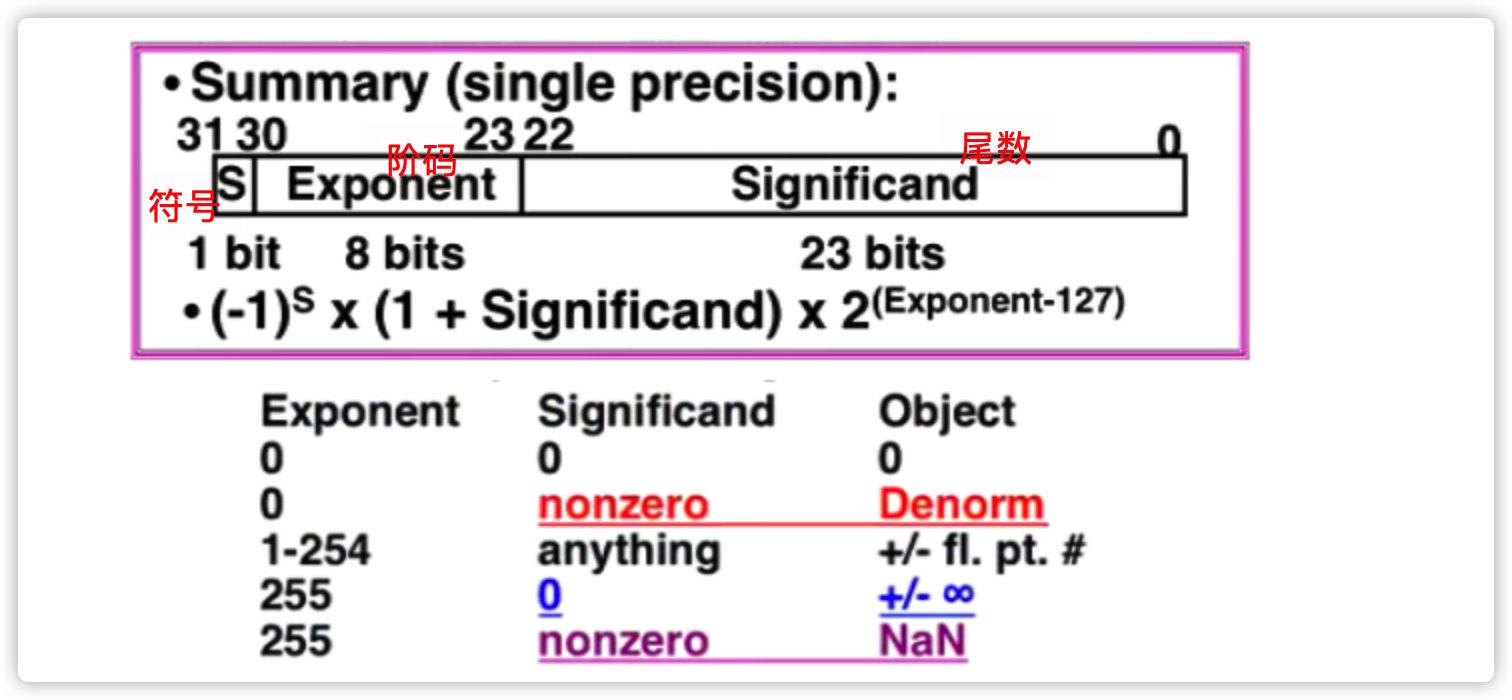 • Summary (single precision):
31 30 23 22 0
阶码 尾数
符号 S Exponent Significand
1 bit 8 bits 23 bits
• (-1)^S x (1 + Significand) x 2^(Exponent-127)
Exponent Significand Object
0 0 0
0 nonzero Denorm
1-254 anything +/- fl. pt. #
255 0 +/- ∞
255 nonzero NaN